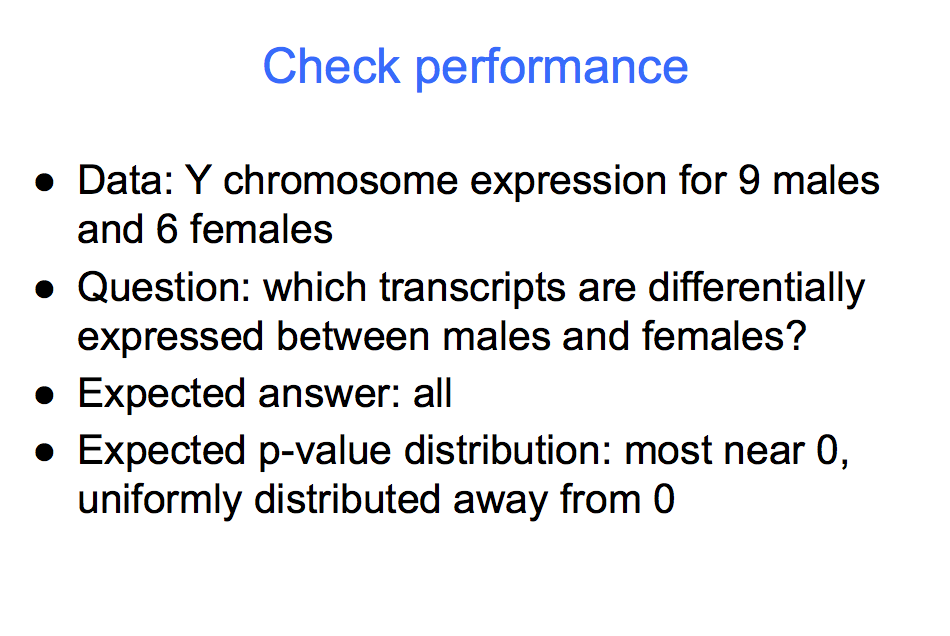 Check performance
● Data: Y chromosome expression for 9 males
and 6 females
● Question: which transcripts are differentially
expressed between males and females?
● Expected answer: all
● Expected p-value distribution: most near 0,
uniformly distributed away from 0